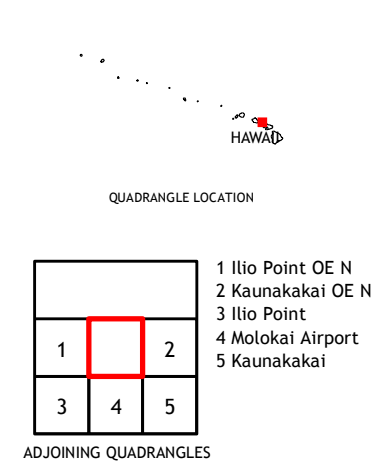 HAWAII
QUADRANGLE LOCATION
1 Ilio Point OE N
2 Kaunakakai OE N
3 Ilio Point
4 Molokai Airport
5 Kaunakakai
1 2
3 4 5
ADJOINING QUADRANGLES